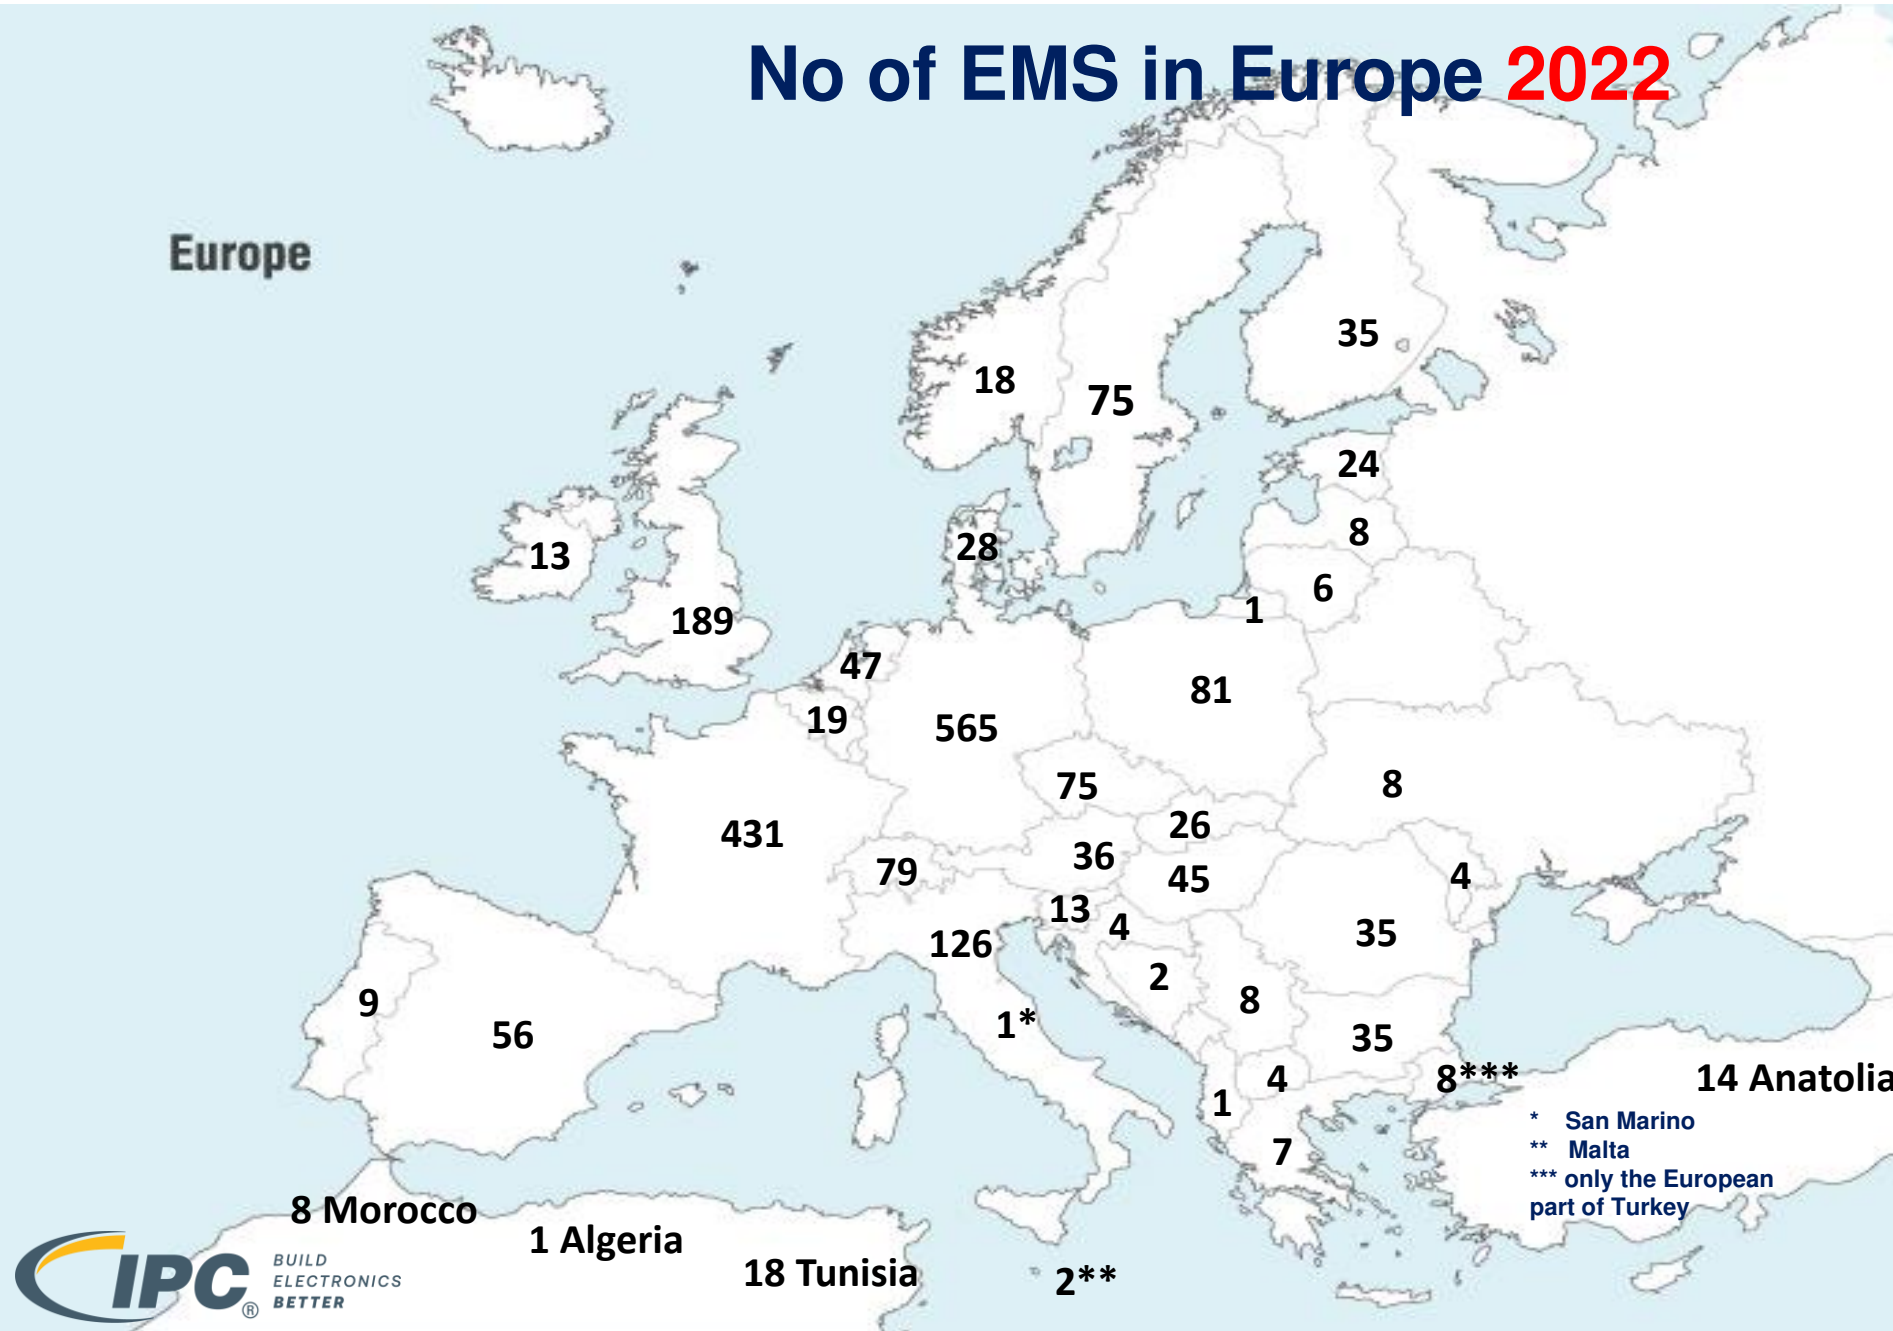 No of EMS in Europe 2022
Europe
35
18
75
24
8
28
13
6
1
189
47
81
19
565
75
8
26
431
36
79
45
4
13
4
126
35
2
9
8
1*
56
35
4
8***
14 Anatolia
1
* San Marino
7
** Malta
*** only the European
part of Turkey
8 Morocco
1 Algeria
18 Tunisia
2**
IPC®
BUILD
ELECTRONICS
BETTER